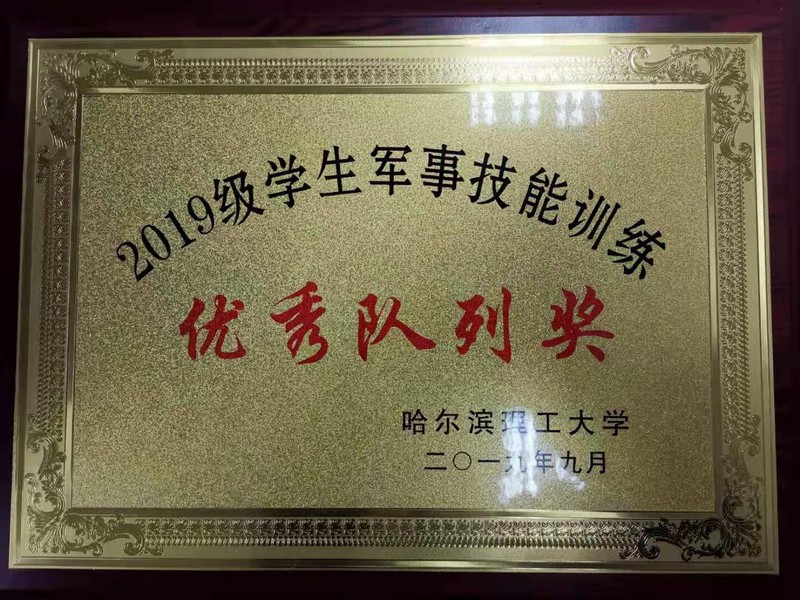 2019级学生军事技能训练
优秀队列奖
哈尔滨理工大学
二〇一九年九月